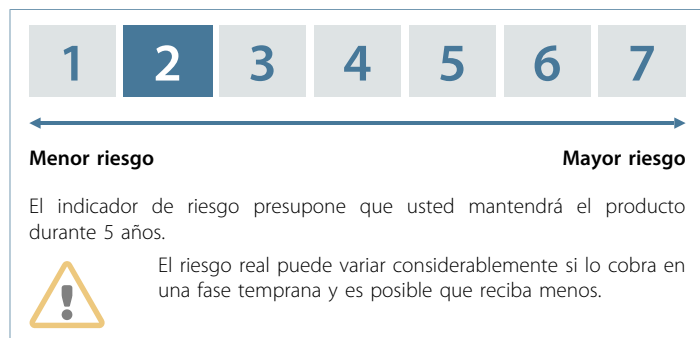 1 2 3 4 5 6 7
Menor riesgo Mayor riesgo
El indicador de riesgo presupone que usted mantendrá el producto
durante 5 años.
El riesgo real puede variar considerablemente si lo cobra en
una fase temprana y es posible que reciba menos.